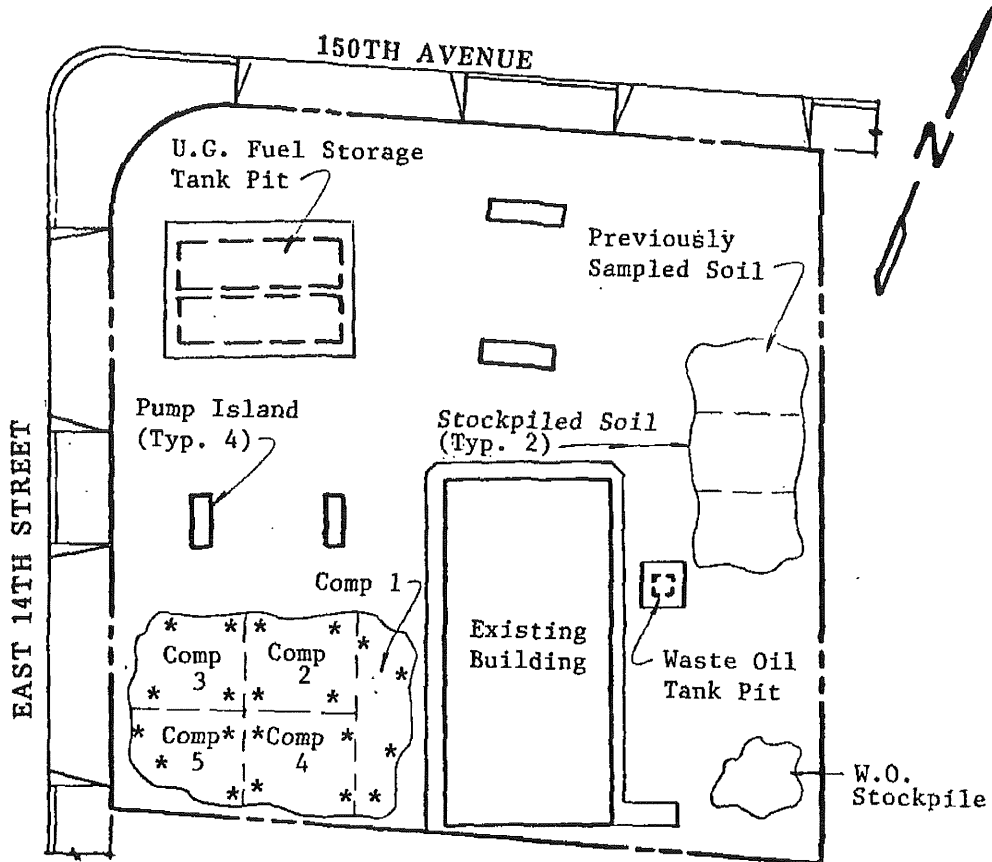 150TH AVENUE
U.G. Fuel Storage
Tank Pit
N
Previously
Sampled Soil
Pump Island
(Typ. 4)
Stockpiled Soil
(Typ. 2)
EAST 14TH STREET
Comp 1
Existing
Building
Comp
3
Comp
2
Waste Oil
Tank Pit
Comp
5
Comp
4
W.O.
Stockpile